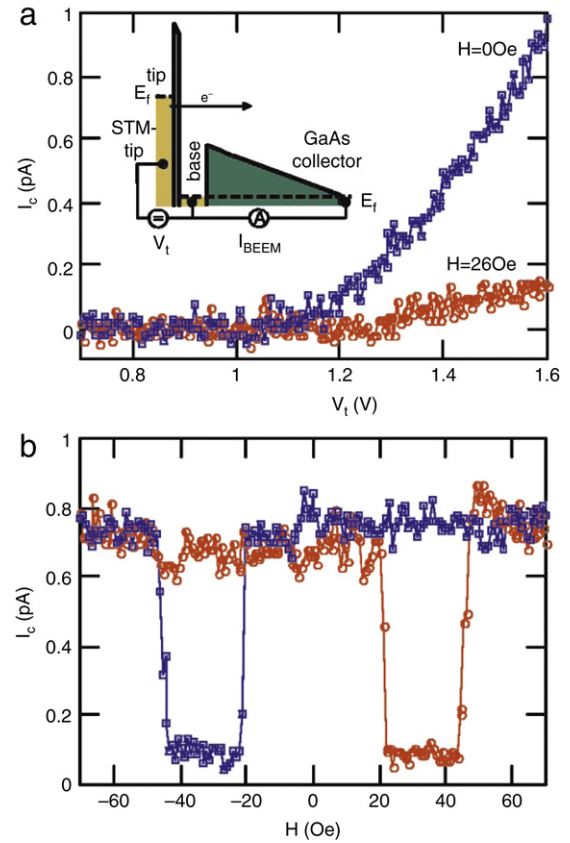 a
1
0.8
0.6
0.4
0.2
0
I_c (pA)
H=0Oe
H=26Oe
tip
E_f
e⁻
STM-
tip
base
GaAs
collector
E_f
=
A
V_t
I_BEEM
0.8
1
1.2
1.4
1.6
V_t (V)
b
1
0.8
0.6
0.4
0.2
0
I_c (pA)
−60
−40
−20
0
20
40
60
H (Oe)